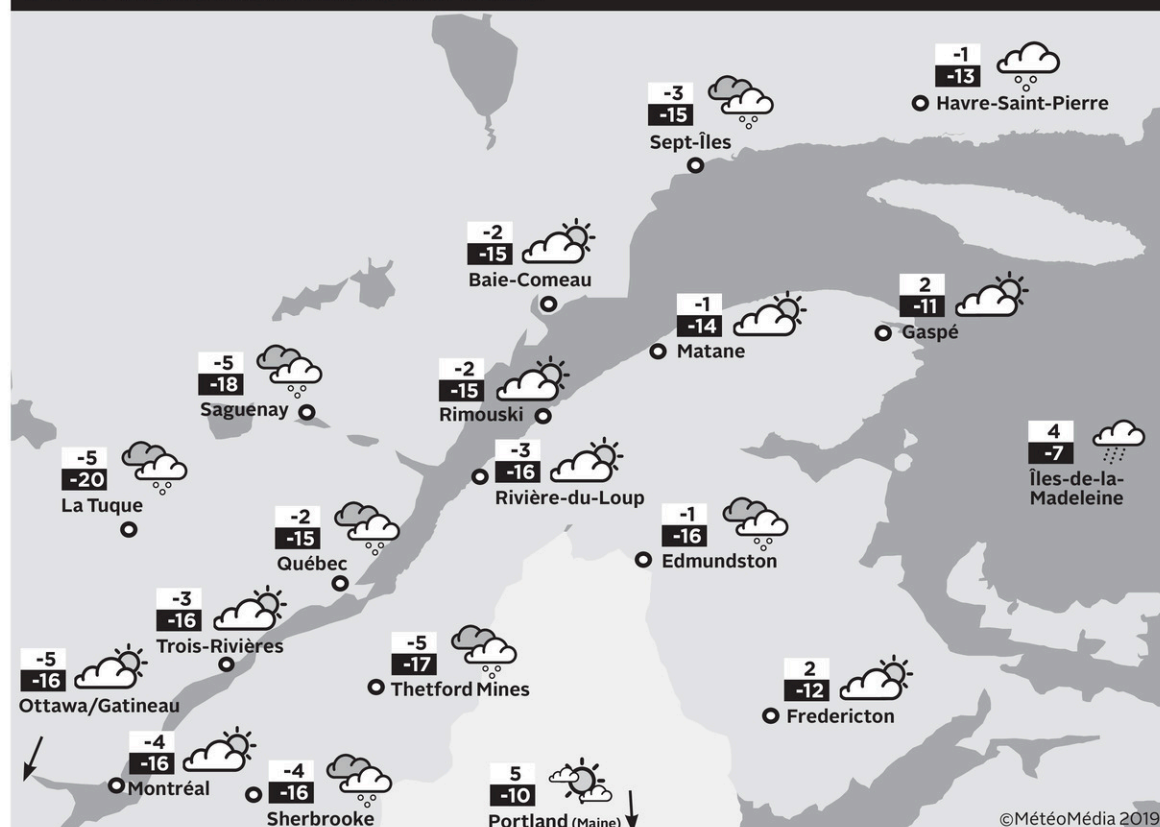 -1
-13
Havre-Saint-Pierre
-3
-15
Sept-Îles
-2
-15
Baie-Comeau
2
-11
Gaspé
-1
-14
Matane
-5
-18
Saguenay
-2
-15
Rimouski
4
-7
Îles-de-la-
Madeleine
-5
-20
La Tuque
-3
-16
Rivière-du-Loup
-2
-15
Québec
-1
-16
Edmundston
-3
-16
Trois-Rivières
-5
-17
Thetford Mines
-5
-16
Ottawa/Gatineau
2
-12
Fredericton
-4
-16
Montréal
-4
-16
Sherbrooke
5
-10
Portland (Maine)
©MétéoMédia 2019